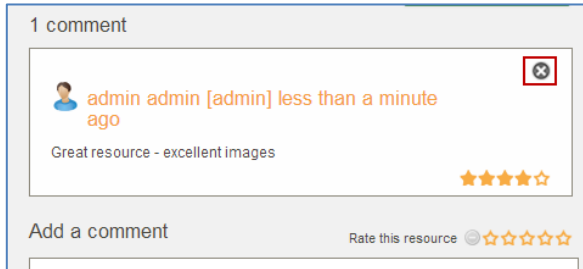 1 comment
admin admin [admin] less than a minute
ago
Great resource - excellent images
Add a comment
Rate this resource